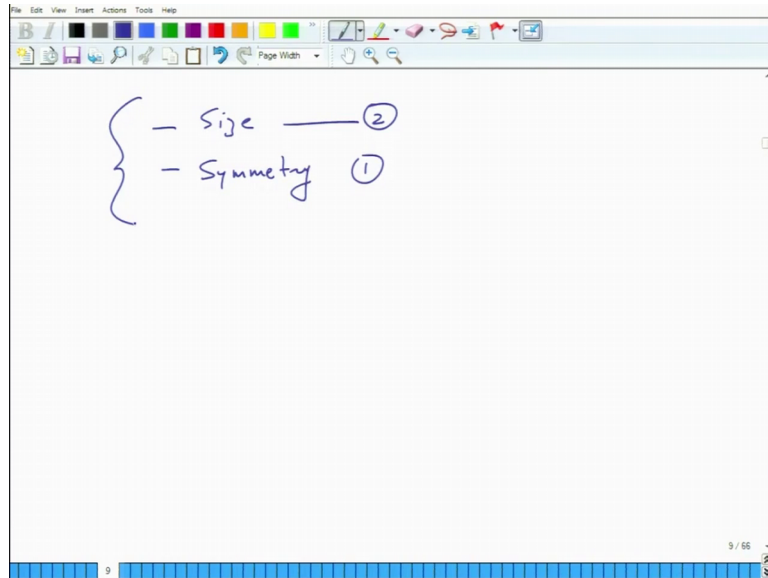 File Edit View Insert Actions Tools Help
B I Page Width
— Size —— ②
— Symmetry ①
9 / 66
9